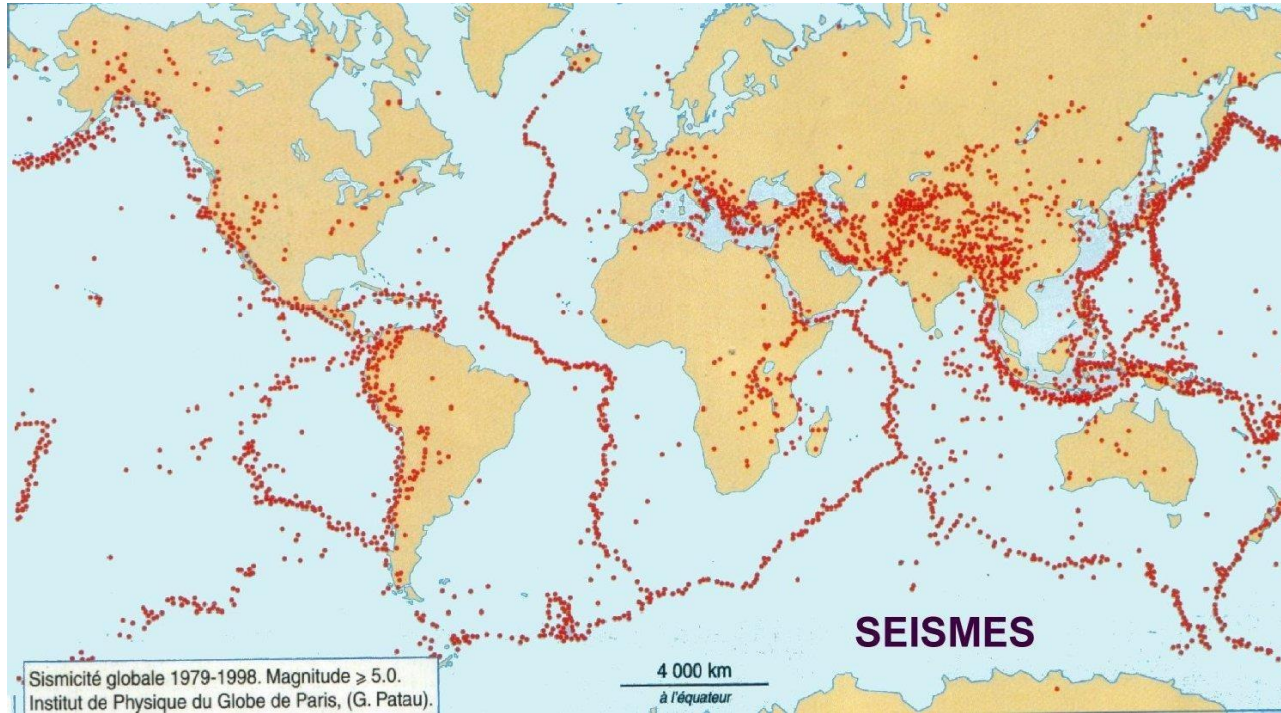 SEISMES
Sismicité globale 1979-1998. Magnitude ⩾ 5.0.
Institut de Physique du Globe de Paris, (G. Patau).
4 000 km
à l'équateur